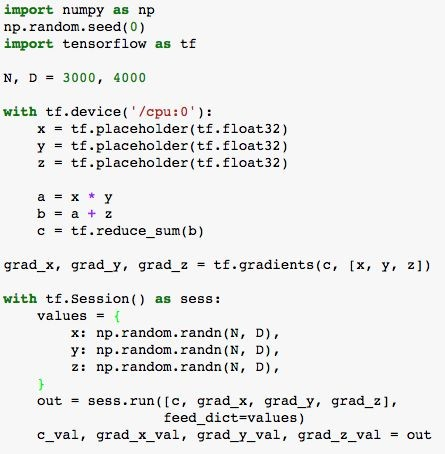 import numpy as np
np.random.seed(0)
import tensorflow as tf

N, D = 3000, 4000

with tf.device('/cpu:0'):
    x = tf.placeholder(tf.float32)
    y = tf.placeholder(tf.float32)
    z = tf.placeholder(tf.float32)

    a = x * y
    b = a + z
    c = tf.reduce_sum(b)

grad_x, grad_y, grad_z = tf.gradients(c, [x, y, z])

with tf.Session() as sess:
    values = {
        x: np.random.randn(N, D),
        y: np.random.randn(N, D),
        z: np.random.randn(N, D),
    }
    out = sess.run([c, grad_x, grad_y, grad_z],
                   feed_dict=values)
    c_val, grad_x_val, grad_y_val, grad_z_val = out